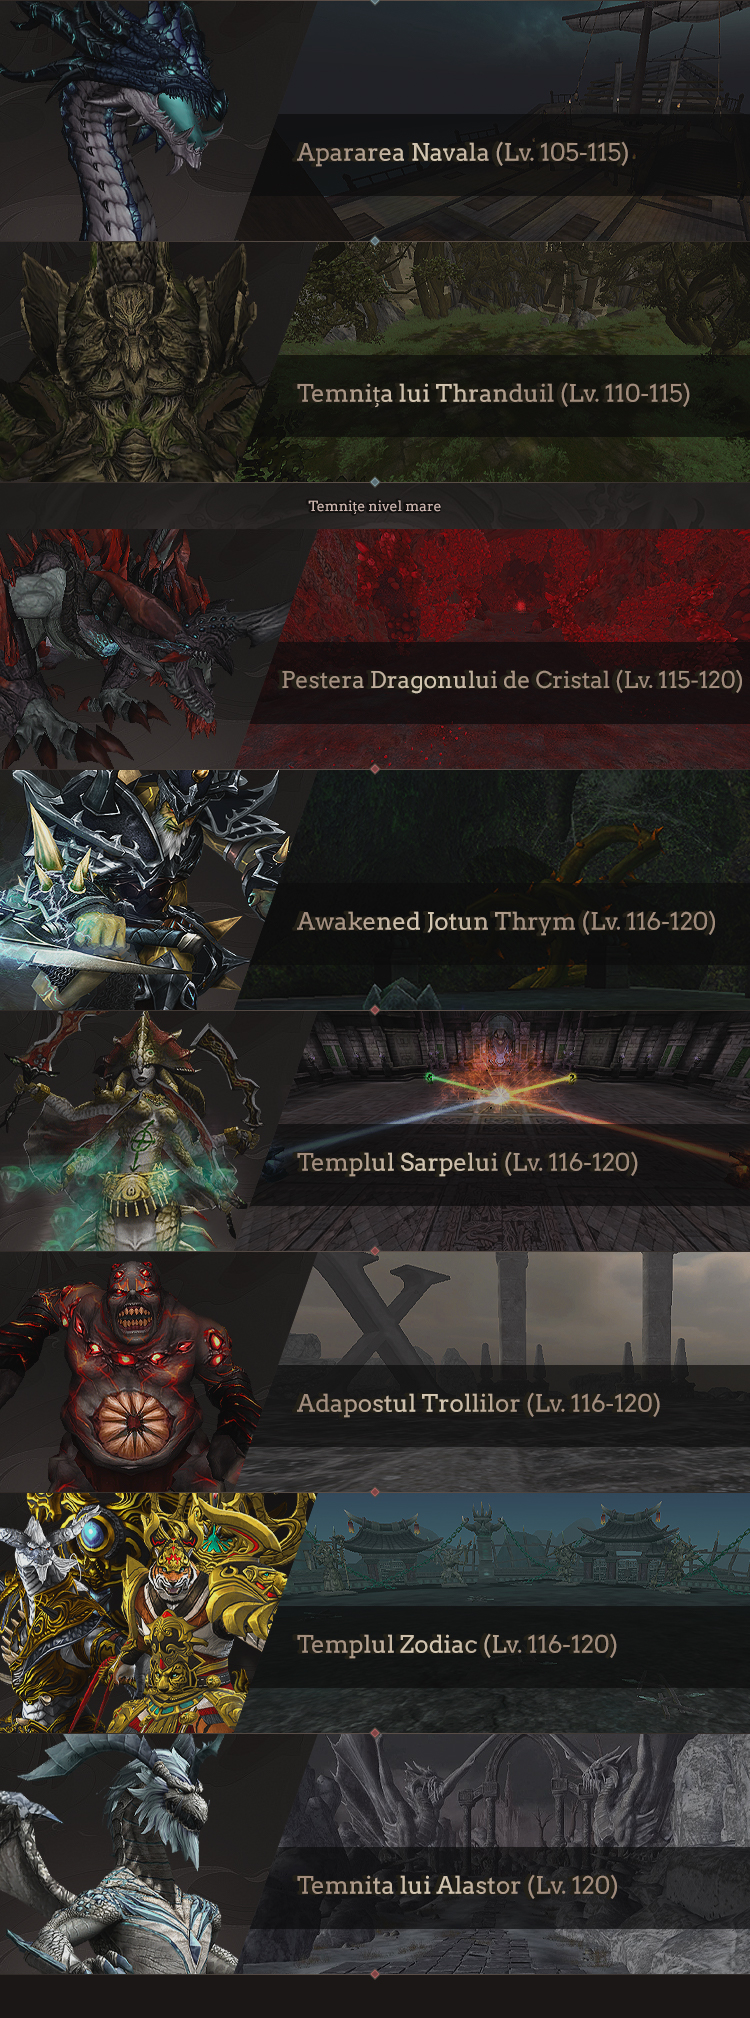 Apararea Navala (Lv. 105-115)
Temnița lui Thranduil (Lv. 110-115)
Temnițe nivel mare
Pestera Dragonului de Cristal (Lv. 115-120)
Awakened Jotun Thrym (Lv. 116-120)
Templul Sarpelui (Lv. 116-120)
Adapostul Trollilor (Lv. 116-120)
Templul Zodiac (Lv. 116-120)
Temnita lui Alastor (Lv. 120)